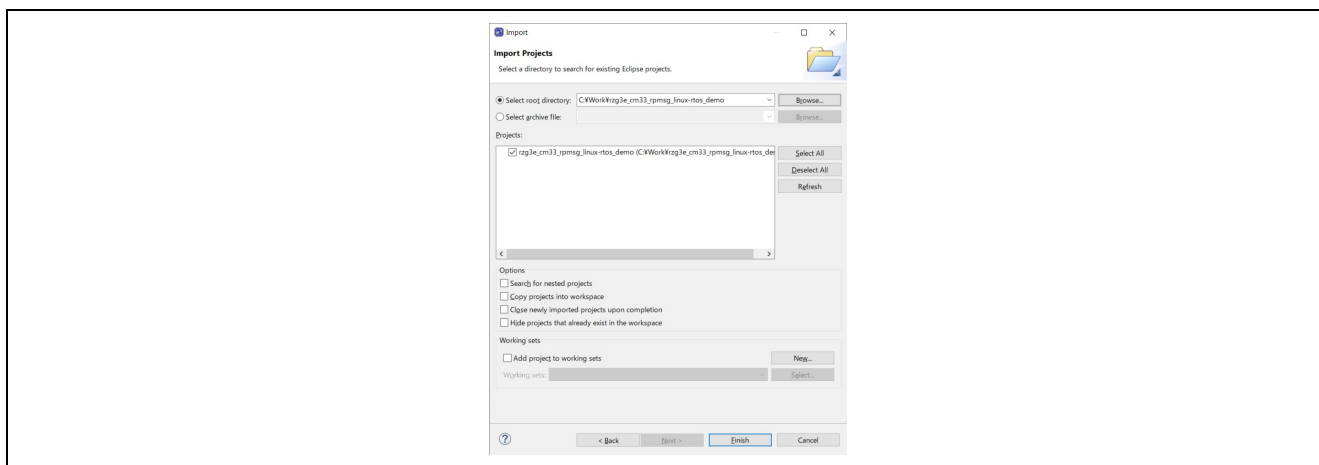 Import
Import Projects
Select a directory to search for existing Eclipse projects.
Select root directory: C:¥Work¥rzg3e_cm33_rpmsg_linux-rtos_demo Browse...
Select archive file: Browse...
Projects:
rzg3e_cm33_rpmsg_linux-rtos_demo (C:¥Work¥rzg3e_cm33_rpmsg_linux-rtos_de Select All
Deselect All
Refresh
Options
Search for nested projects
Copy projects into workspace
Close newly imported projects upon completion
Hide projects that already exist in the workspace
Working sets
Add project to working sets New...
Working sets: Select...
? < Back Next > Finish Cancel